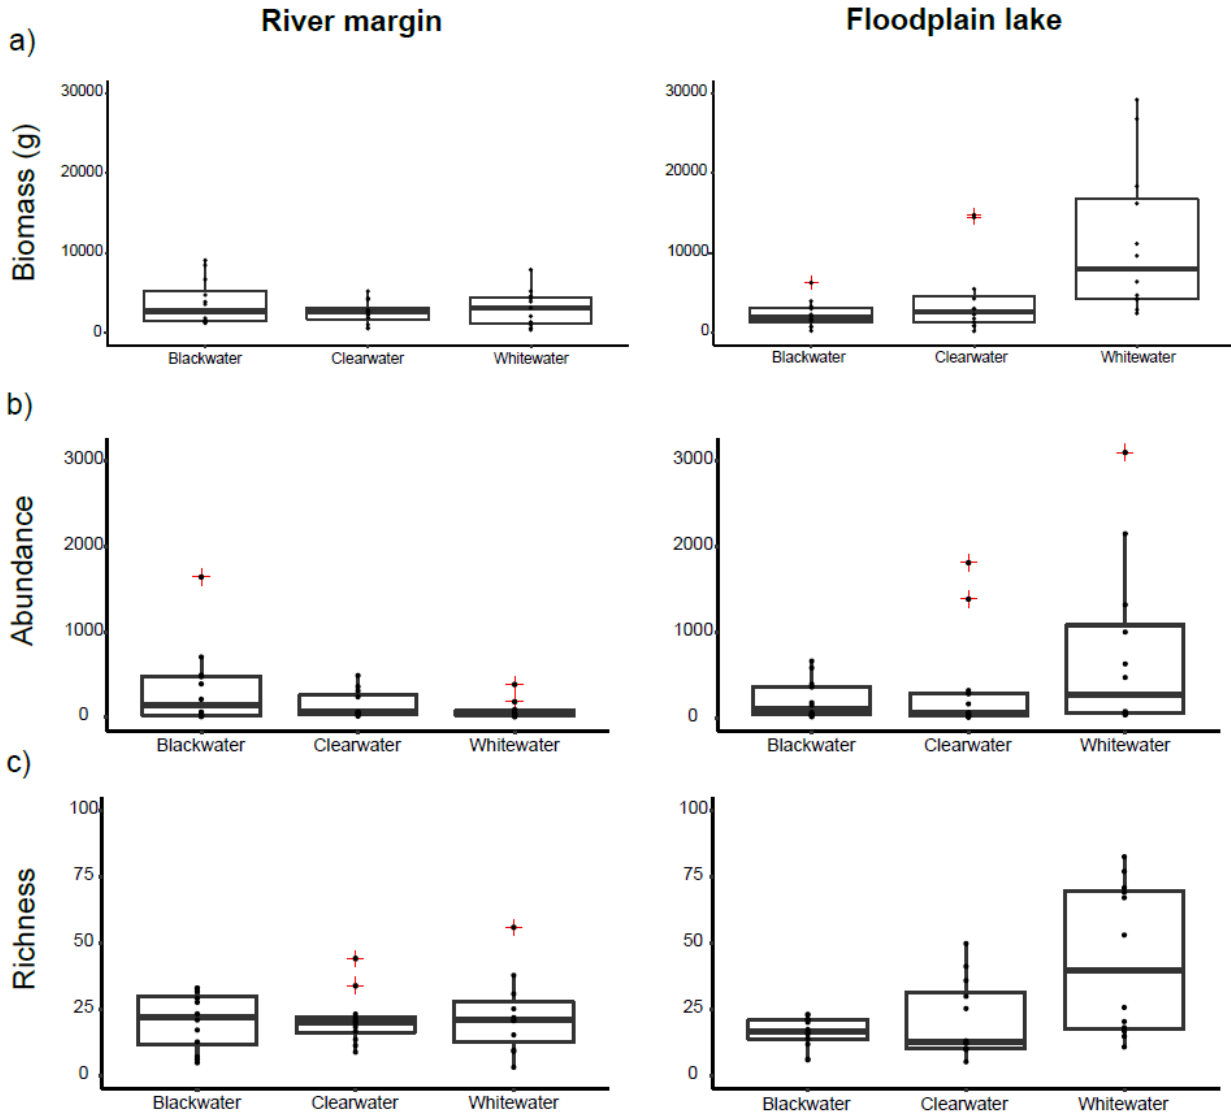 River margin
Floodplain lake
a)
Biomass (g)
30000
20000
10000
0
Blackwater
Clearwater
Whitewater
30000
20000
10000
0
Blackwater
Clearwater
Whitewater
b)
Abundance
3000
2000
1000
0
Blackwater
Clearwater
Whitewater
3000
2000
1000
0
Blackwater
Clearwater
Whitewater
c)
Richness
100
75
50
25
0
Blackwater
Clearwater
Whitewater
100
75
50
25
0
Blackwater
Clearwater
Whitewater